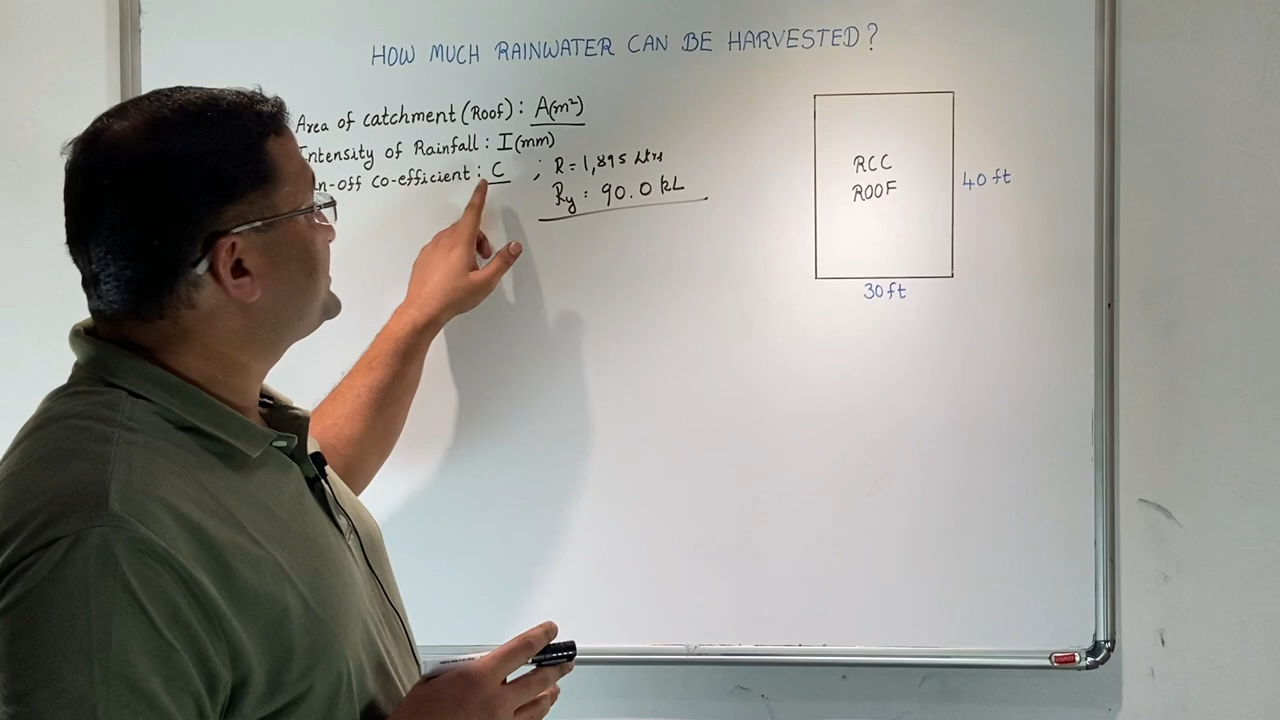 HOW MUCH RAINWATER CAN BE HARVESTED?
Area of catchment (Roof) : A(m²)
Intensity of Rainfall : I(mm)
n-off Co-efficient : C ; R = 1,895 Ltrs
Ry : 90.0 kL
RCC
ROOF
40 ft
30 ft